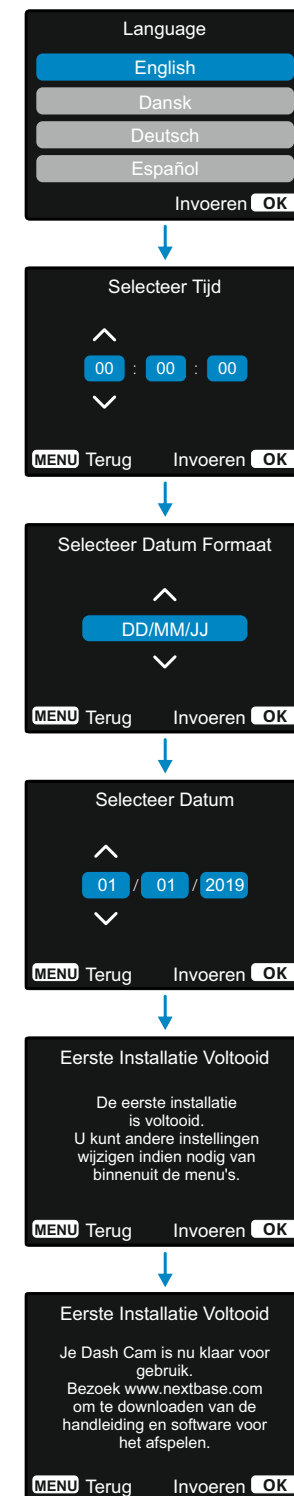 Language
English
Dansk
Deutsch
Español
Invoeren OK
Selecteer Tijd
00 : 00 : 00
MENU Terug Invoeren OK
Selecteer Datum Formaat
DD/MM/JJ
MENU Terug Invoeren OK
Selecteer Datum
01 / 01 / 2019
MENU Terug Invoeren OK
Eerste Installatie Voltooid
De eerste installatie
is voltooid.
U kunt andere instellingen
wijzigen indien nodig van
binnenuit de menu's.
MENU Terug Invoeren OK
Eerste Installatie Voltooid
Je Dash Cam is nu klaar voor
gebruik.
Bezoek www.nextbase.com
om te downloaden van de
handleiding en software voor
het afspelen.
MENU Terug Invoeren OK